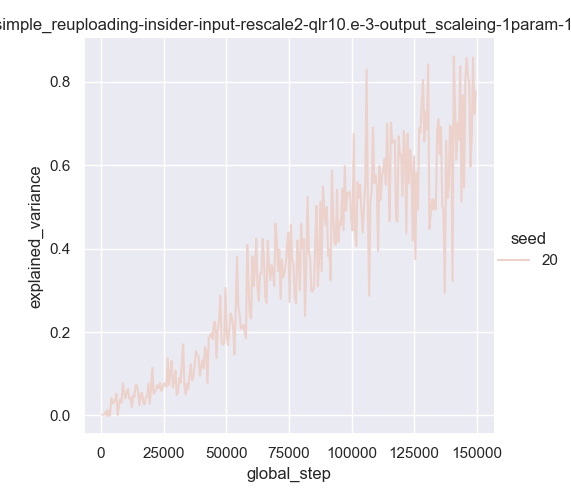 simple_reuploading-insider-input-rescale2-qlr10.e-3-output_scaleing-1param-1
explained_variance
0.8
0.6
0.4
0.2
0.0
0 25000 50000 75000 100000 125000 150000
global_step
seed
20